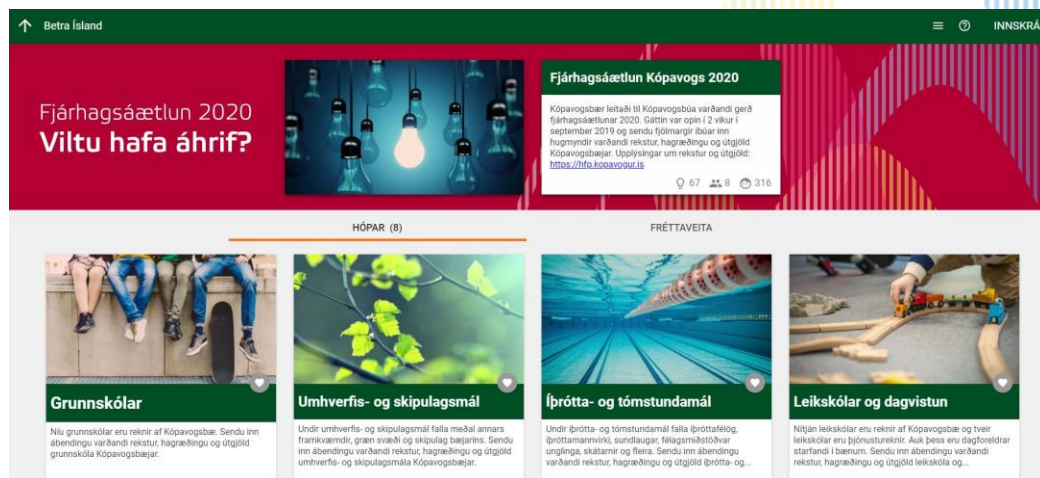 Betra Ísland
INNSKRÁ
Fjárhagsáætlun 2020
Viltu hafa áhrif?
Fjárhagsáætlun Kópavogs 2020
Kópavogsbær leitaði til Kópavogsbúa varðandi gerð
fjárhagsáætlunar 2020. Gáttin var opin í 2 vikur í
september 2019 og sendu fjölmargir íbúar inn
hugmyndir varðandi rekstur, hagræðingu og útgjöld
Kópavogsbæjar. Upplýsingar um rekstur og útgjöld:
https://hfp.kopavogur.is
67 8 316
HÓPAR (8)
FRÉTTAVEITA
Grunnskólar
Níu grunnskólar eru reknir af Kópavogsbæ. Sendu inn
ábendingu varðandi rekstur, hagræðingu og útgjöld
grunnskóla Kópavogsbæjar.
Umhverfis- og skipulagsmál
Undir umhverfis- og skipulagsmál falla meðal annars
framkvæmdir, græn svæði og skipulag bæjarins. Sendu
inn ábendingu varðandi rekstur, hagræðingu og útgjöld
umhverfis- og skipulagsmála Kópavogsbæjar.
Íþrótta- og tómstundamál
Undir íþrótta- og tómstundamál falla íþróttafélög,
íþróttamannvirki, sundlaugar, félagsmiðstöðvar
unglinga, skátarnir og fleira. Sendu inn ábendingu
varðandi rekstur, hagræðingu og útgjöld íþrótta- og...
Leikskólar og dagvistun
Nítján leikskólar eru reknir af Kópavogsbæ og tveir
leikskólar eru þjónustureknir. Auk þess eru dagforeldrar
starfandi í bænum. Sendu inn ábendingu varðandi
rekstur, hagræðingu og útgjöld leikskóla og...